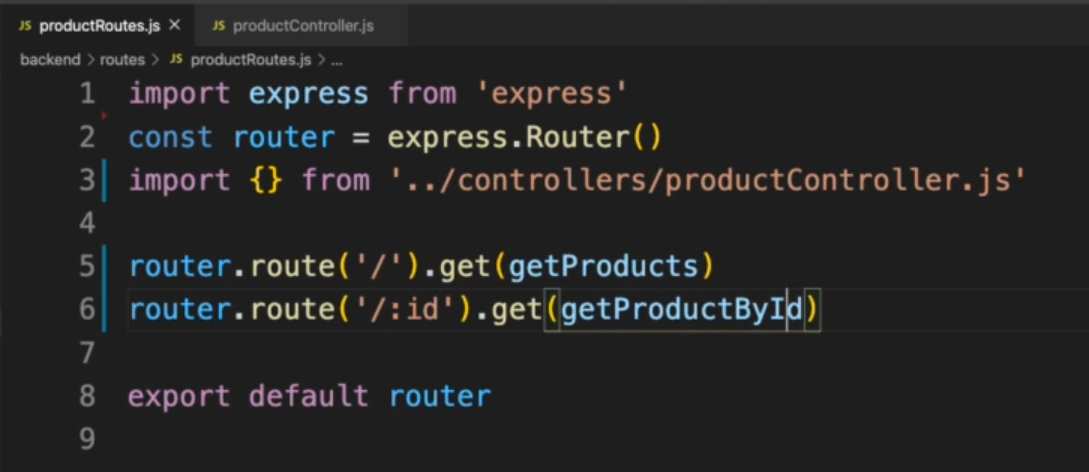 JS productRoutes.js × JS productController.js
backend > routes > JS productRoutes.js > ...
1 import express from 'express'
2 const router = express.Router()
3 import {} from '../controllers/productController.js'
4
5 router.route('/').get(getProducts)
6 router.route('/:id').get(getProductById)
7
8 export default router
9